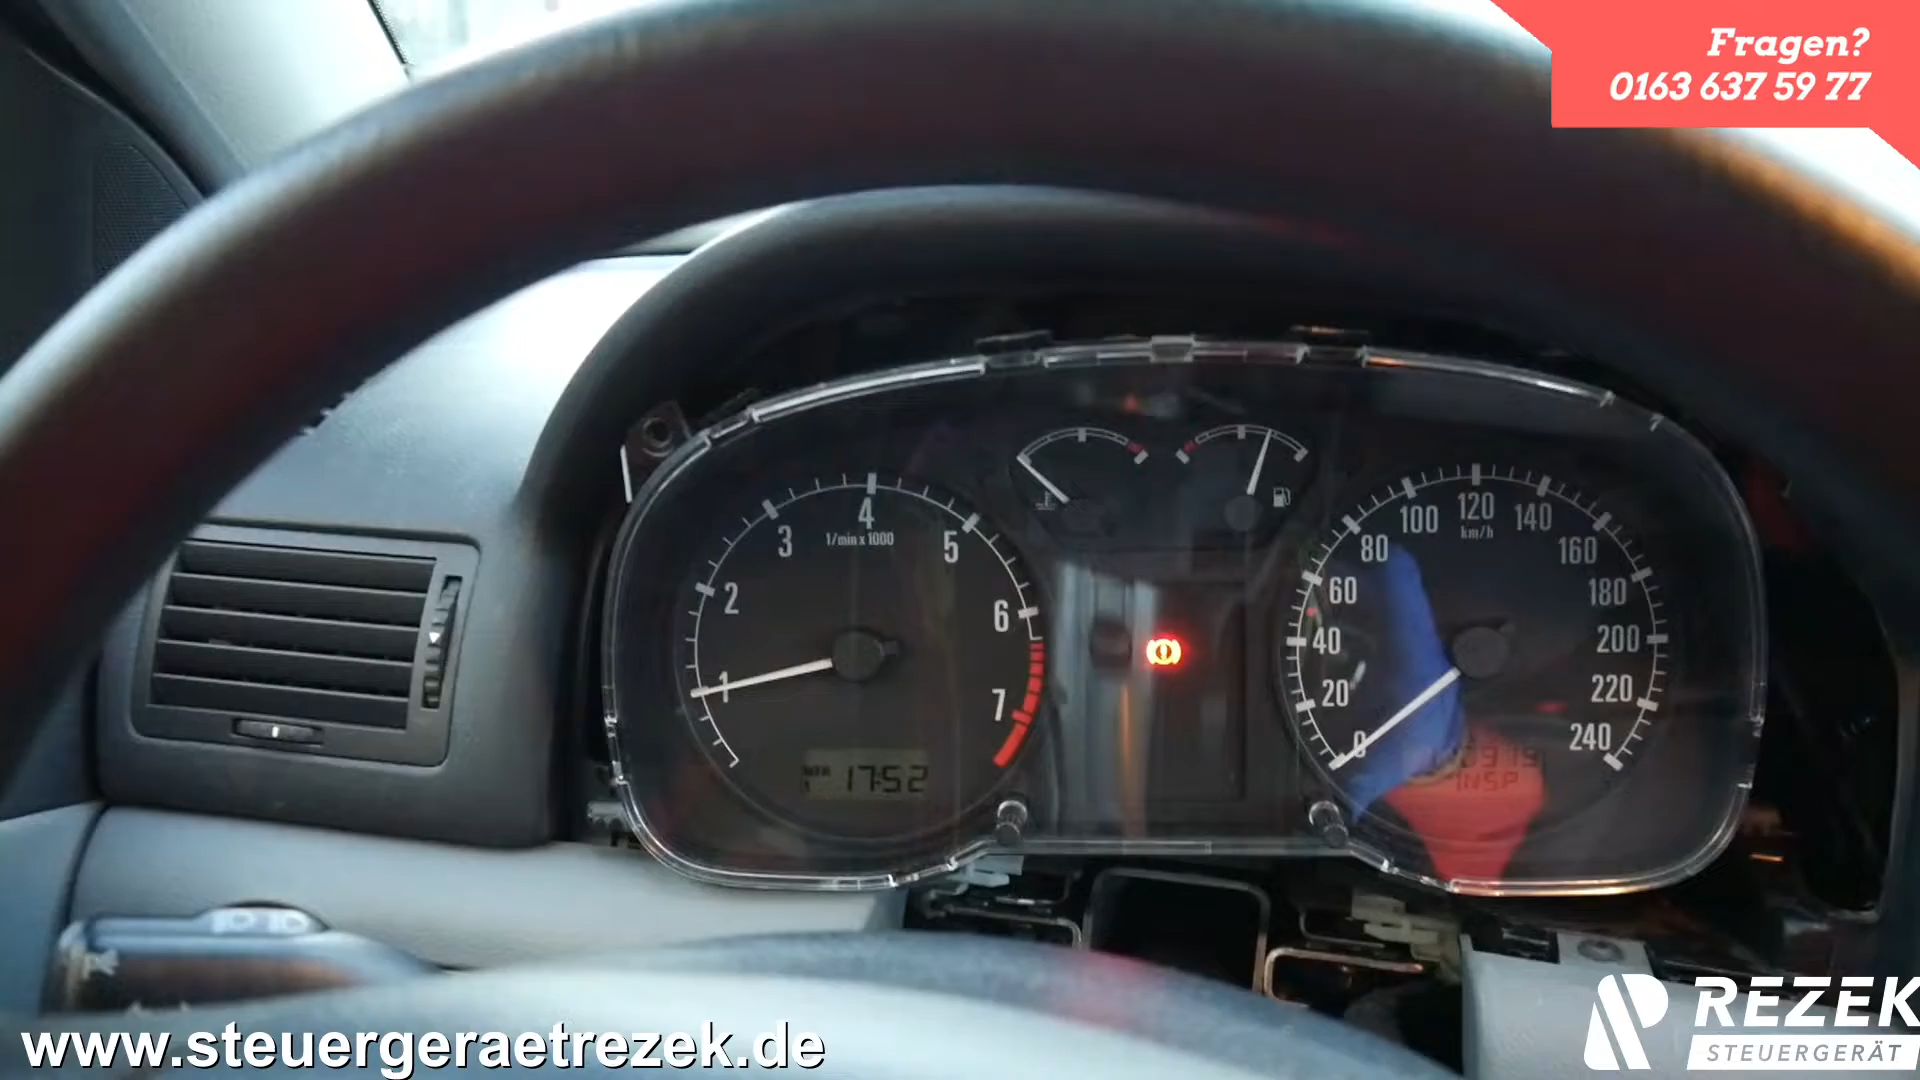 Fragen?
0163 637 59 77
1 2 3 4 5 6 7
1/min x 1000
17:52
0 20 40 60 80 100 120 140 160 180 200 220 240
km/h
INSP
www.steuergeraetrezek.de
REZEK
STEUERGERÄT